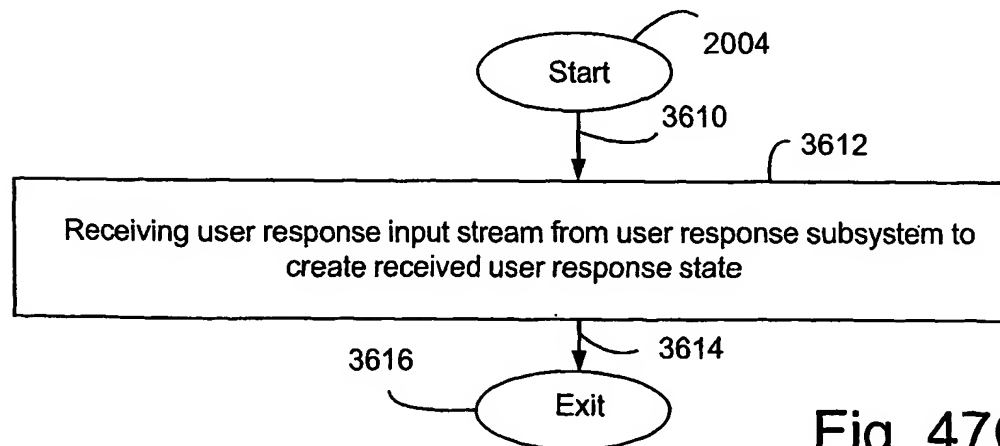 2004
Start
3610
3612
Receiving user response input stream from user response subsystem to
create received user response state
3614
3616
Exit
Fig.